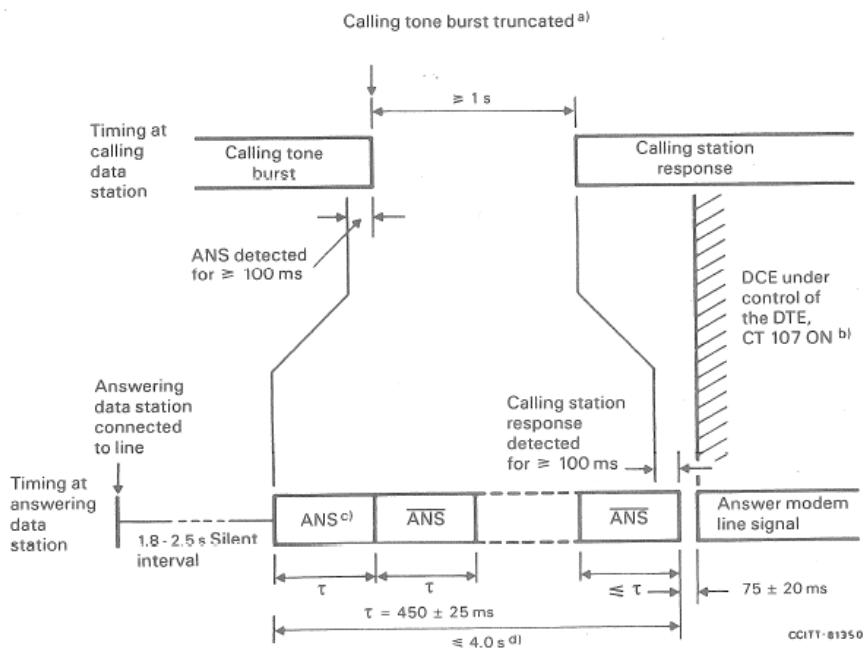 Calling tone burst truncated a)
≥ 1 s
Timing at
calling
data
station
Calling tone
burst
Calling station
response
ANS detected
for ≥ 100 ms
DCE under
control of
the DTE,
CT 107 ON b)
Answering
data station
connected
to line
Calling station
response
detected
for ≥ 100 ms
Timing at
answering
data
station
1.8 - 2.5 s Silent
interval
ANS c)
A̅N̅S̅
A̅N̅S̅
Answer modem
line signal
τ
τ
≤ τ
75 ± 20 ms
τ = 450 ± 25 ms
≤ 4.0 s d)
CCITT-81350